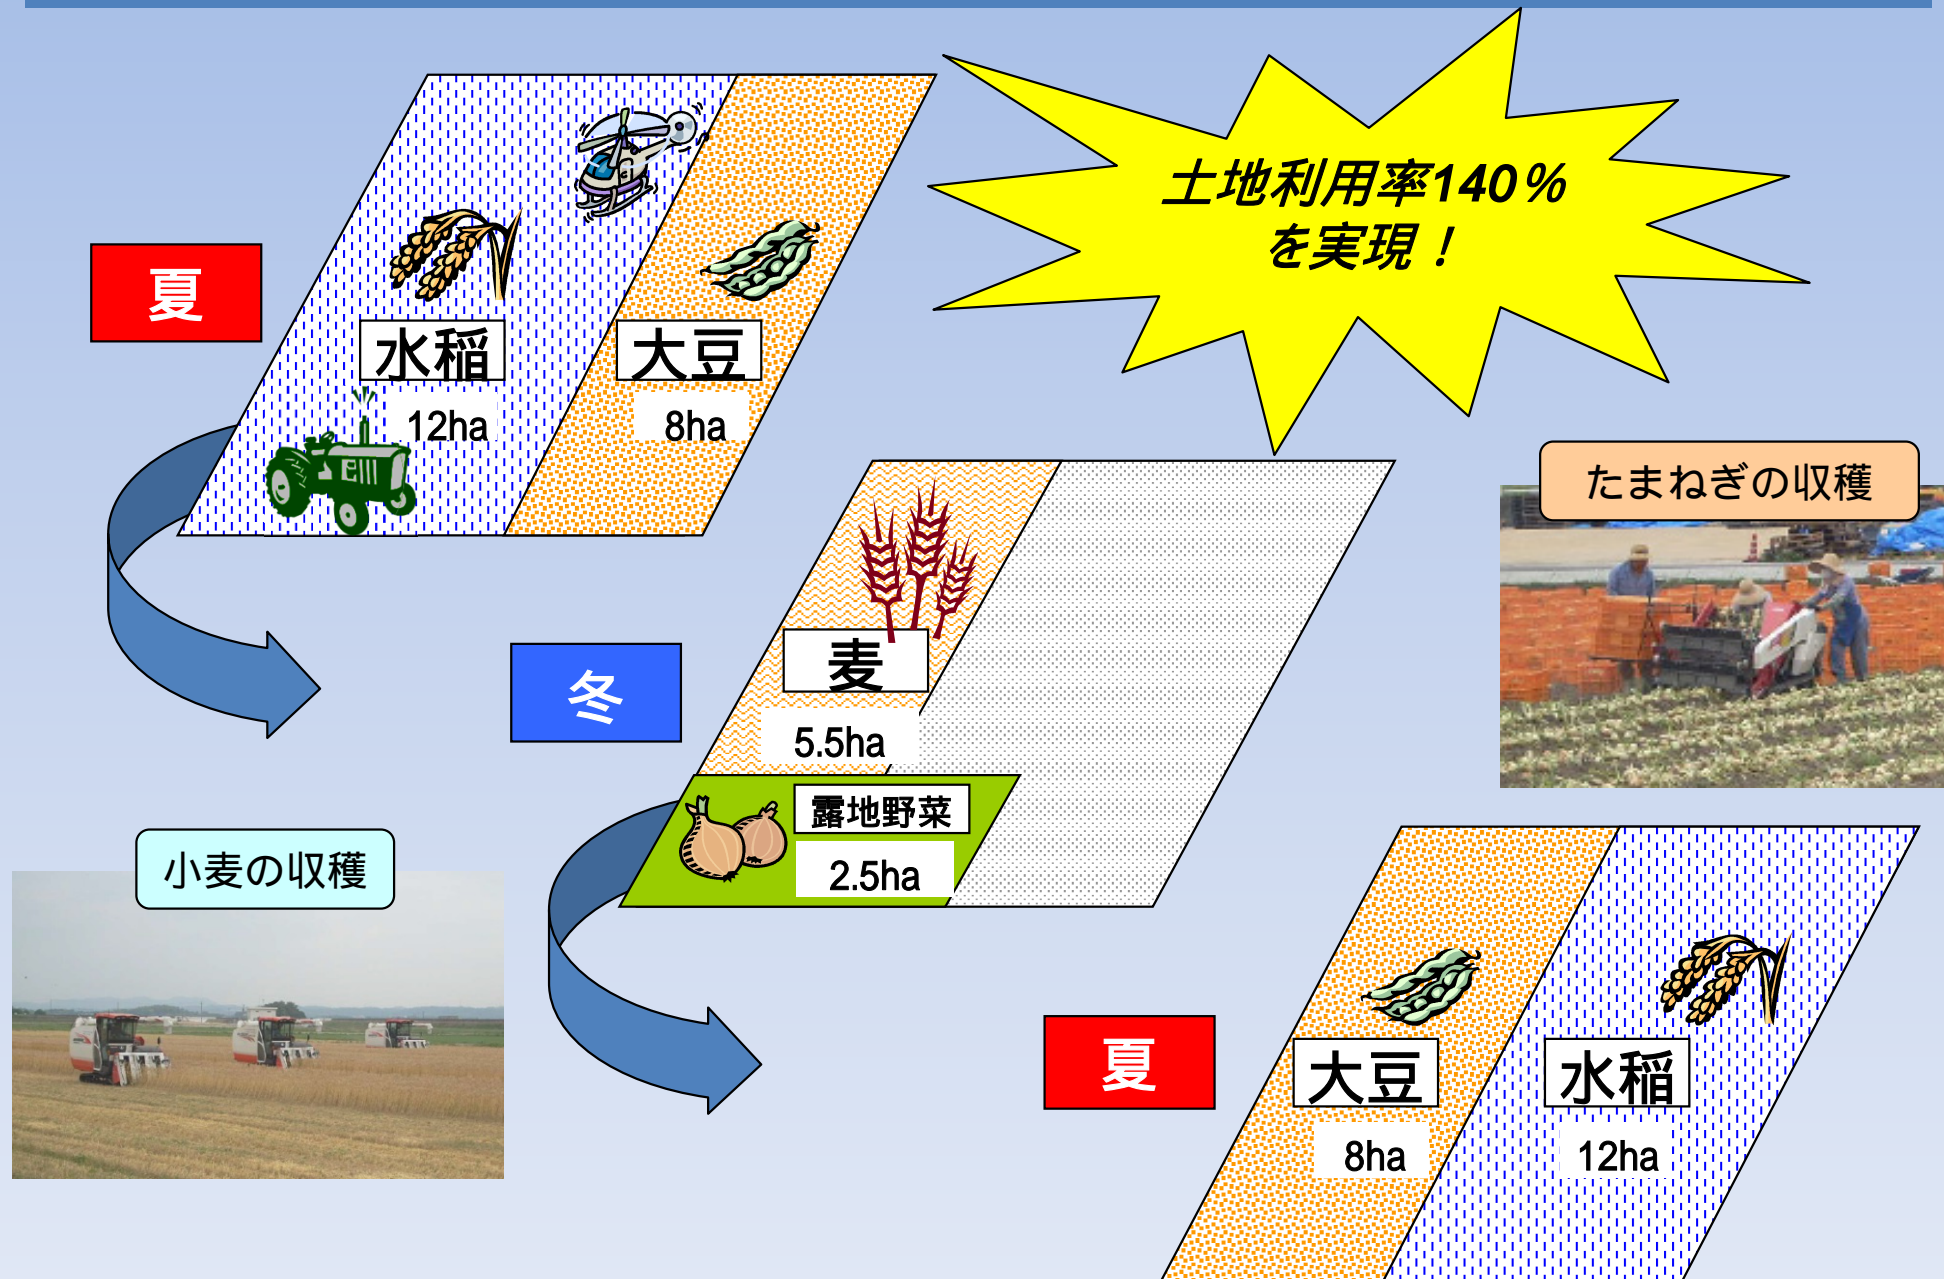 土地利用率140％
を実現！
夏
水稲
大豆
12ha
8ha
たまねぎの収穫
冬
麦
5.5ha
露地野菜
2.5ha
小麦の収穫
夏
大豆
水稲
8ha
12ha